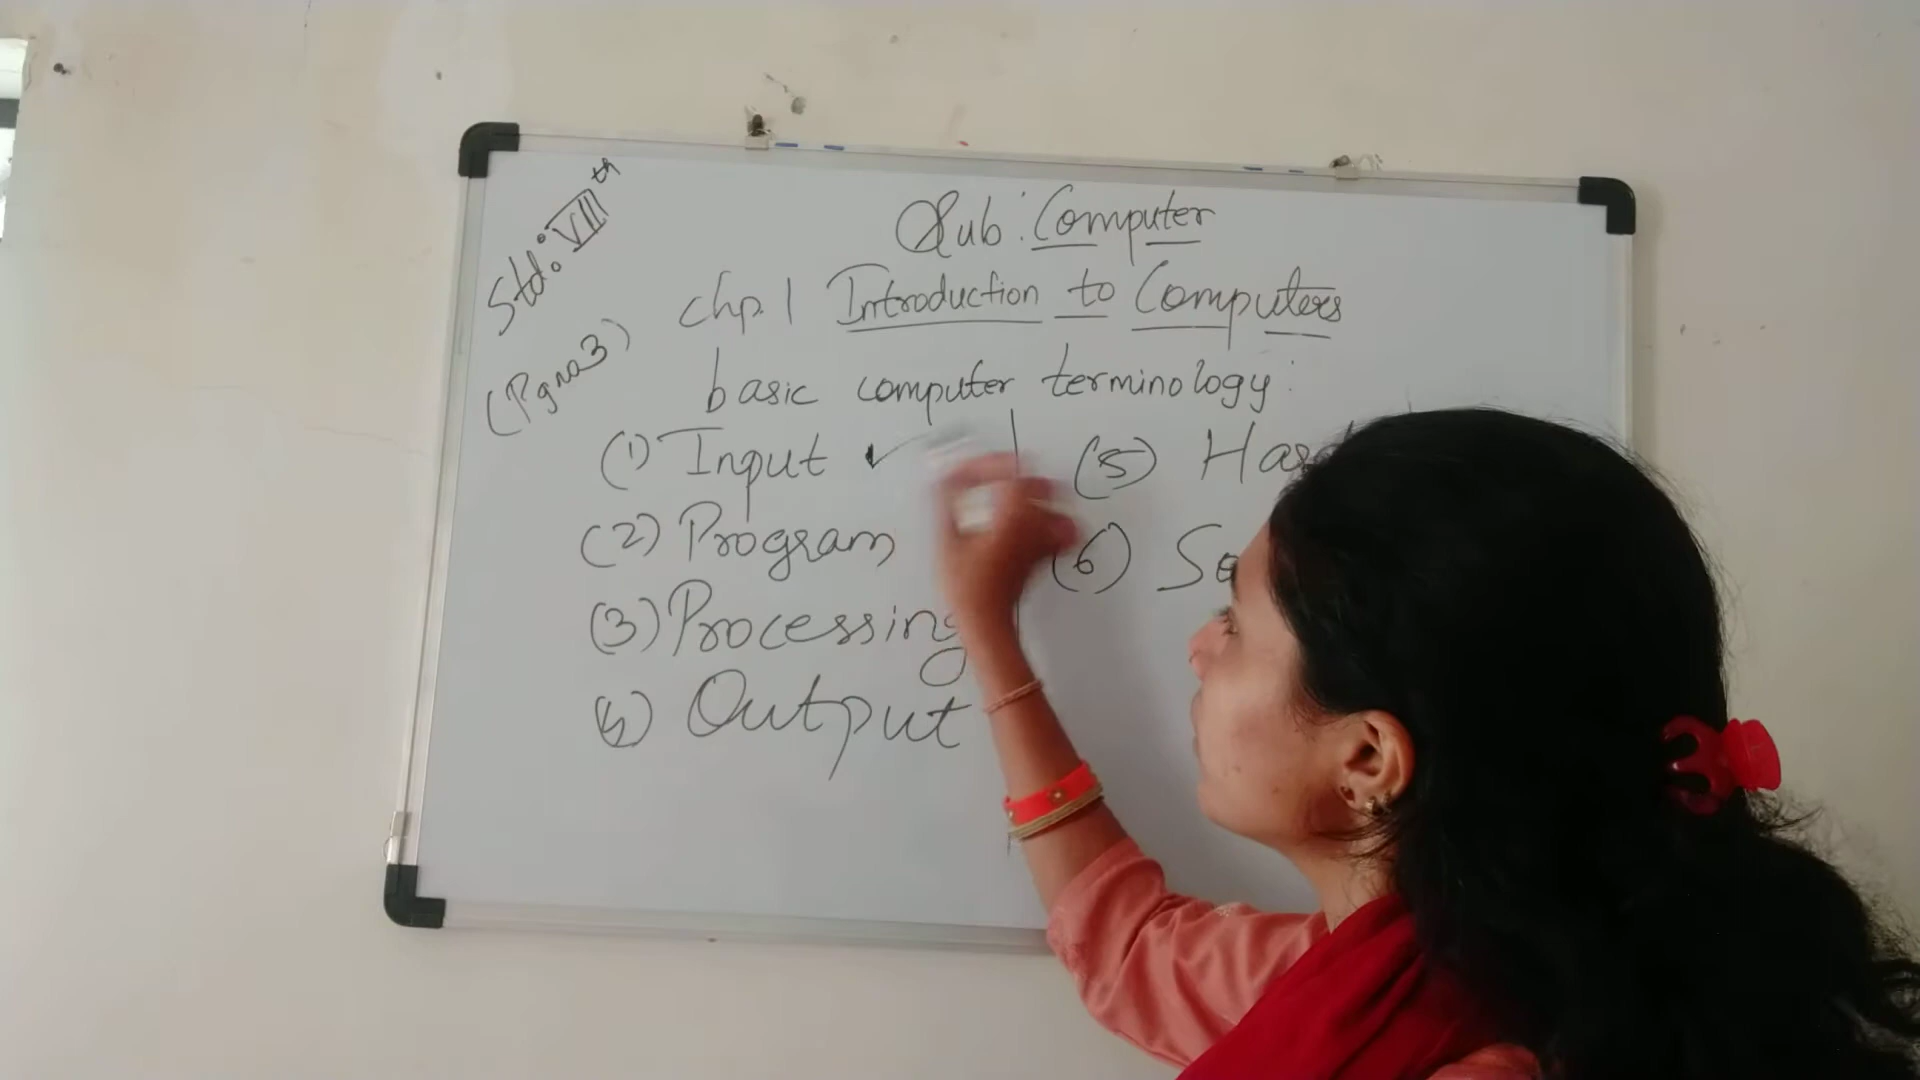 Std: VIIIth
(Pg no 3)
Sub: Computer
Chp. 1 Introduction to Computers
basic computer terminology:
(1) Input ✓
(2) Program
(3) Processing
(4) Output
(5)
(6)